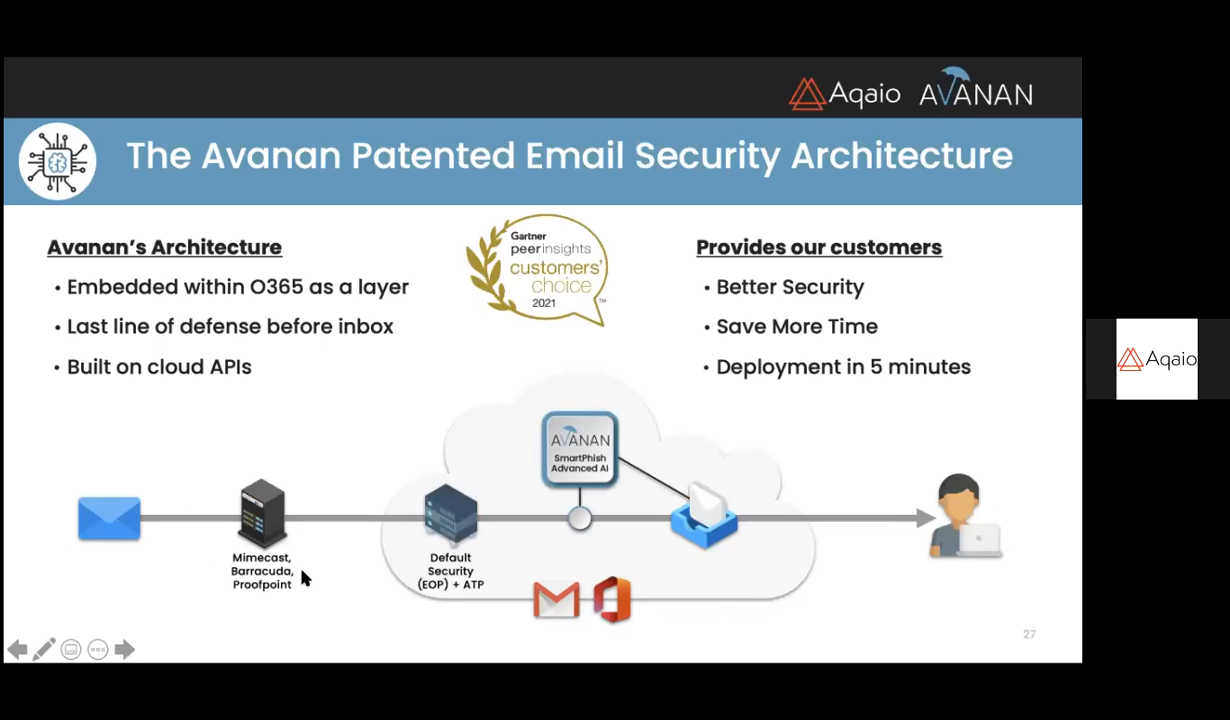 Aqaio AVANAN
The Avanan Patented Email Security Architecture
Avanan's Architecture
• Embedded within O365 as a layer
• Last line of defense before inbox
• Built on cloud APIs
Gartner
peerinsights
customers'
choice
2021
TM
Provides our customers
• Better Security
• Save More Time
• Deployment in 5 minutes
Aqaio
AVANAN
SmartPhish
Advanced AI
Mimecast,
Barracuda,
Proofpoint
Default
Security
(EOP) + ATP
27